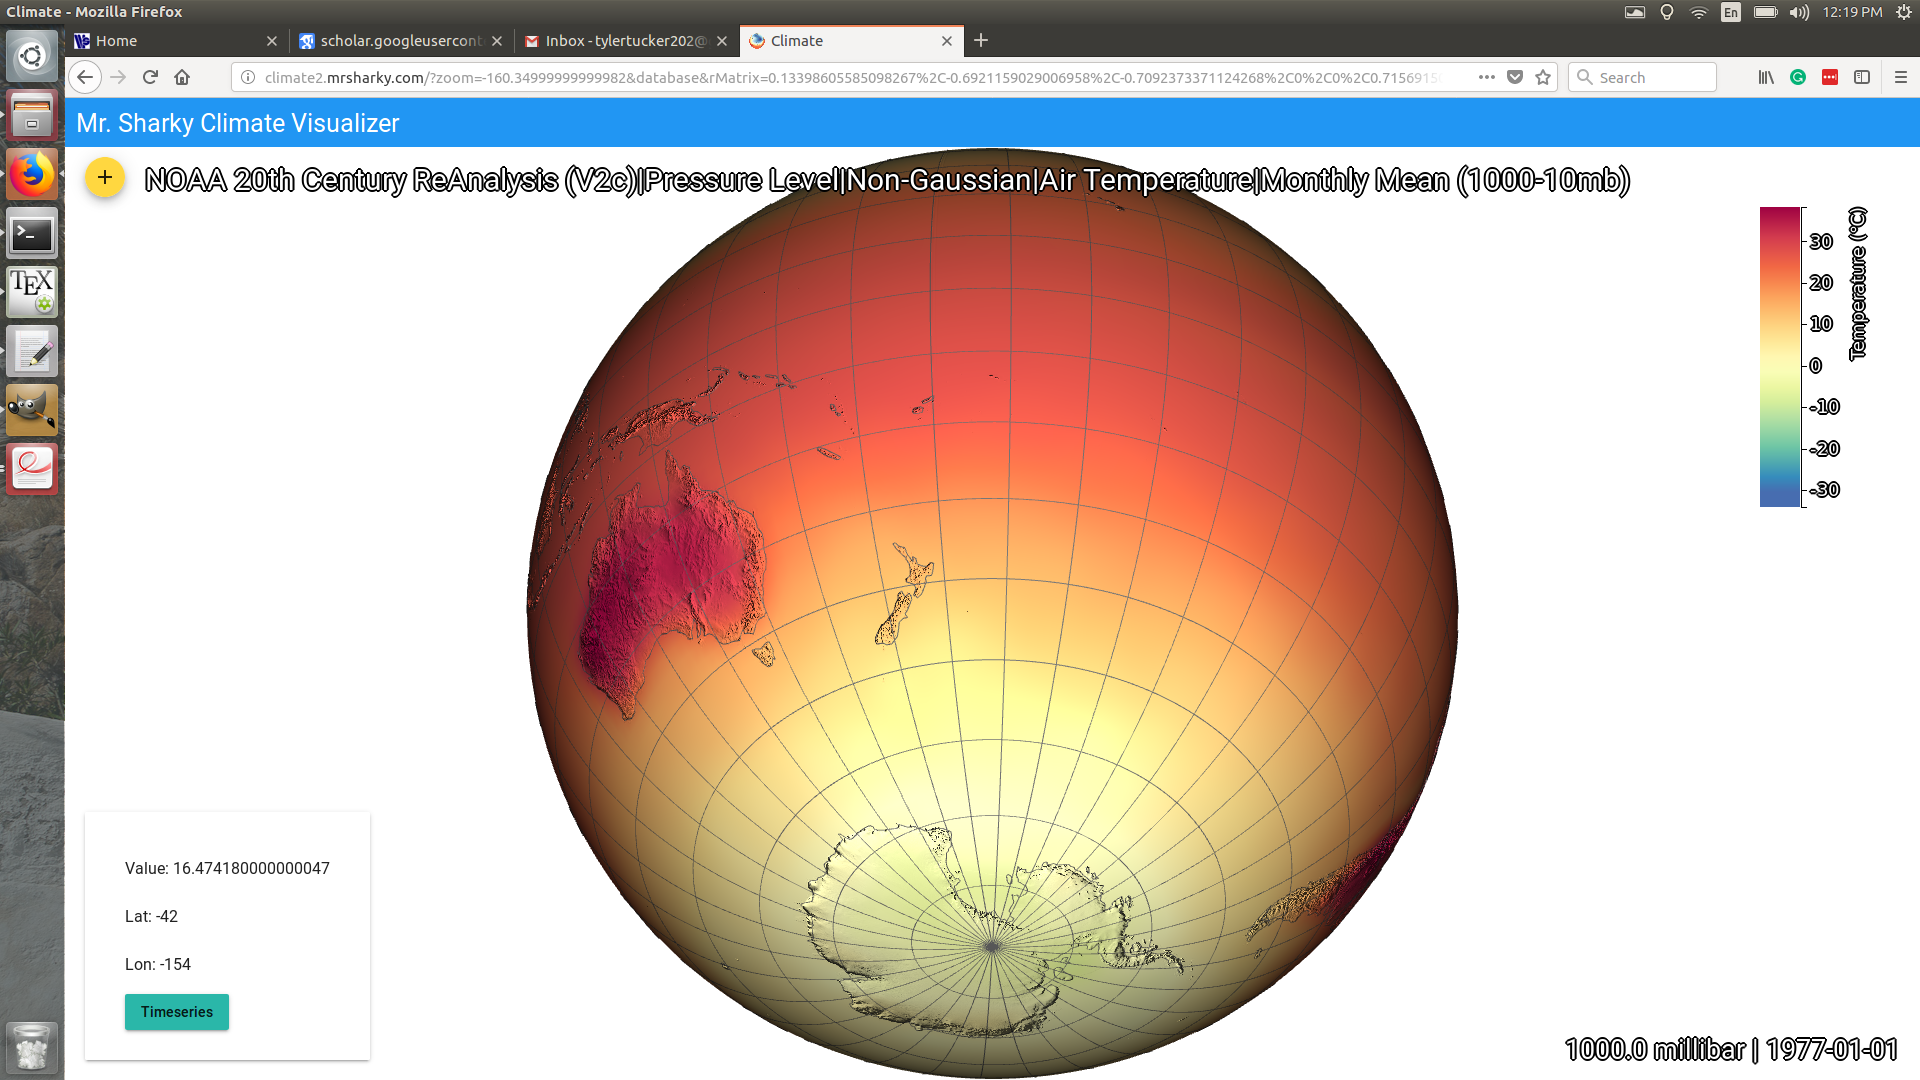 Climate - Mozilla Firefox
En
12:19 PM
Home
scholar.googleusercont
Inbox - tylertucker202@
Climate
climate2.mrsharky.com/?zoom=-160.34999999999982&database&rMatrix=0.13398605585098267%2C-0.6921159029006958%2C-0.7092373371124268%2C0%2C0%2C0.715691
Search
Mr. Sharky Climate Visualizer
+
NOAA 20th Century ReAnalysis (V2c)|Pressure Level|Non-Gaussian|Air Temperature|Monthly Mean (1000-10mb)
30
20
10
0
-10
-20
-30
Temperature (°C)
TEX
Value: 16.474180000000047
Lat: -42
Lon: -154
Timeseries
1000.0 millibar | 1977-01-01